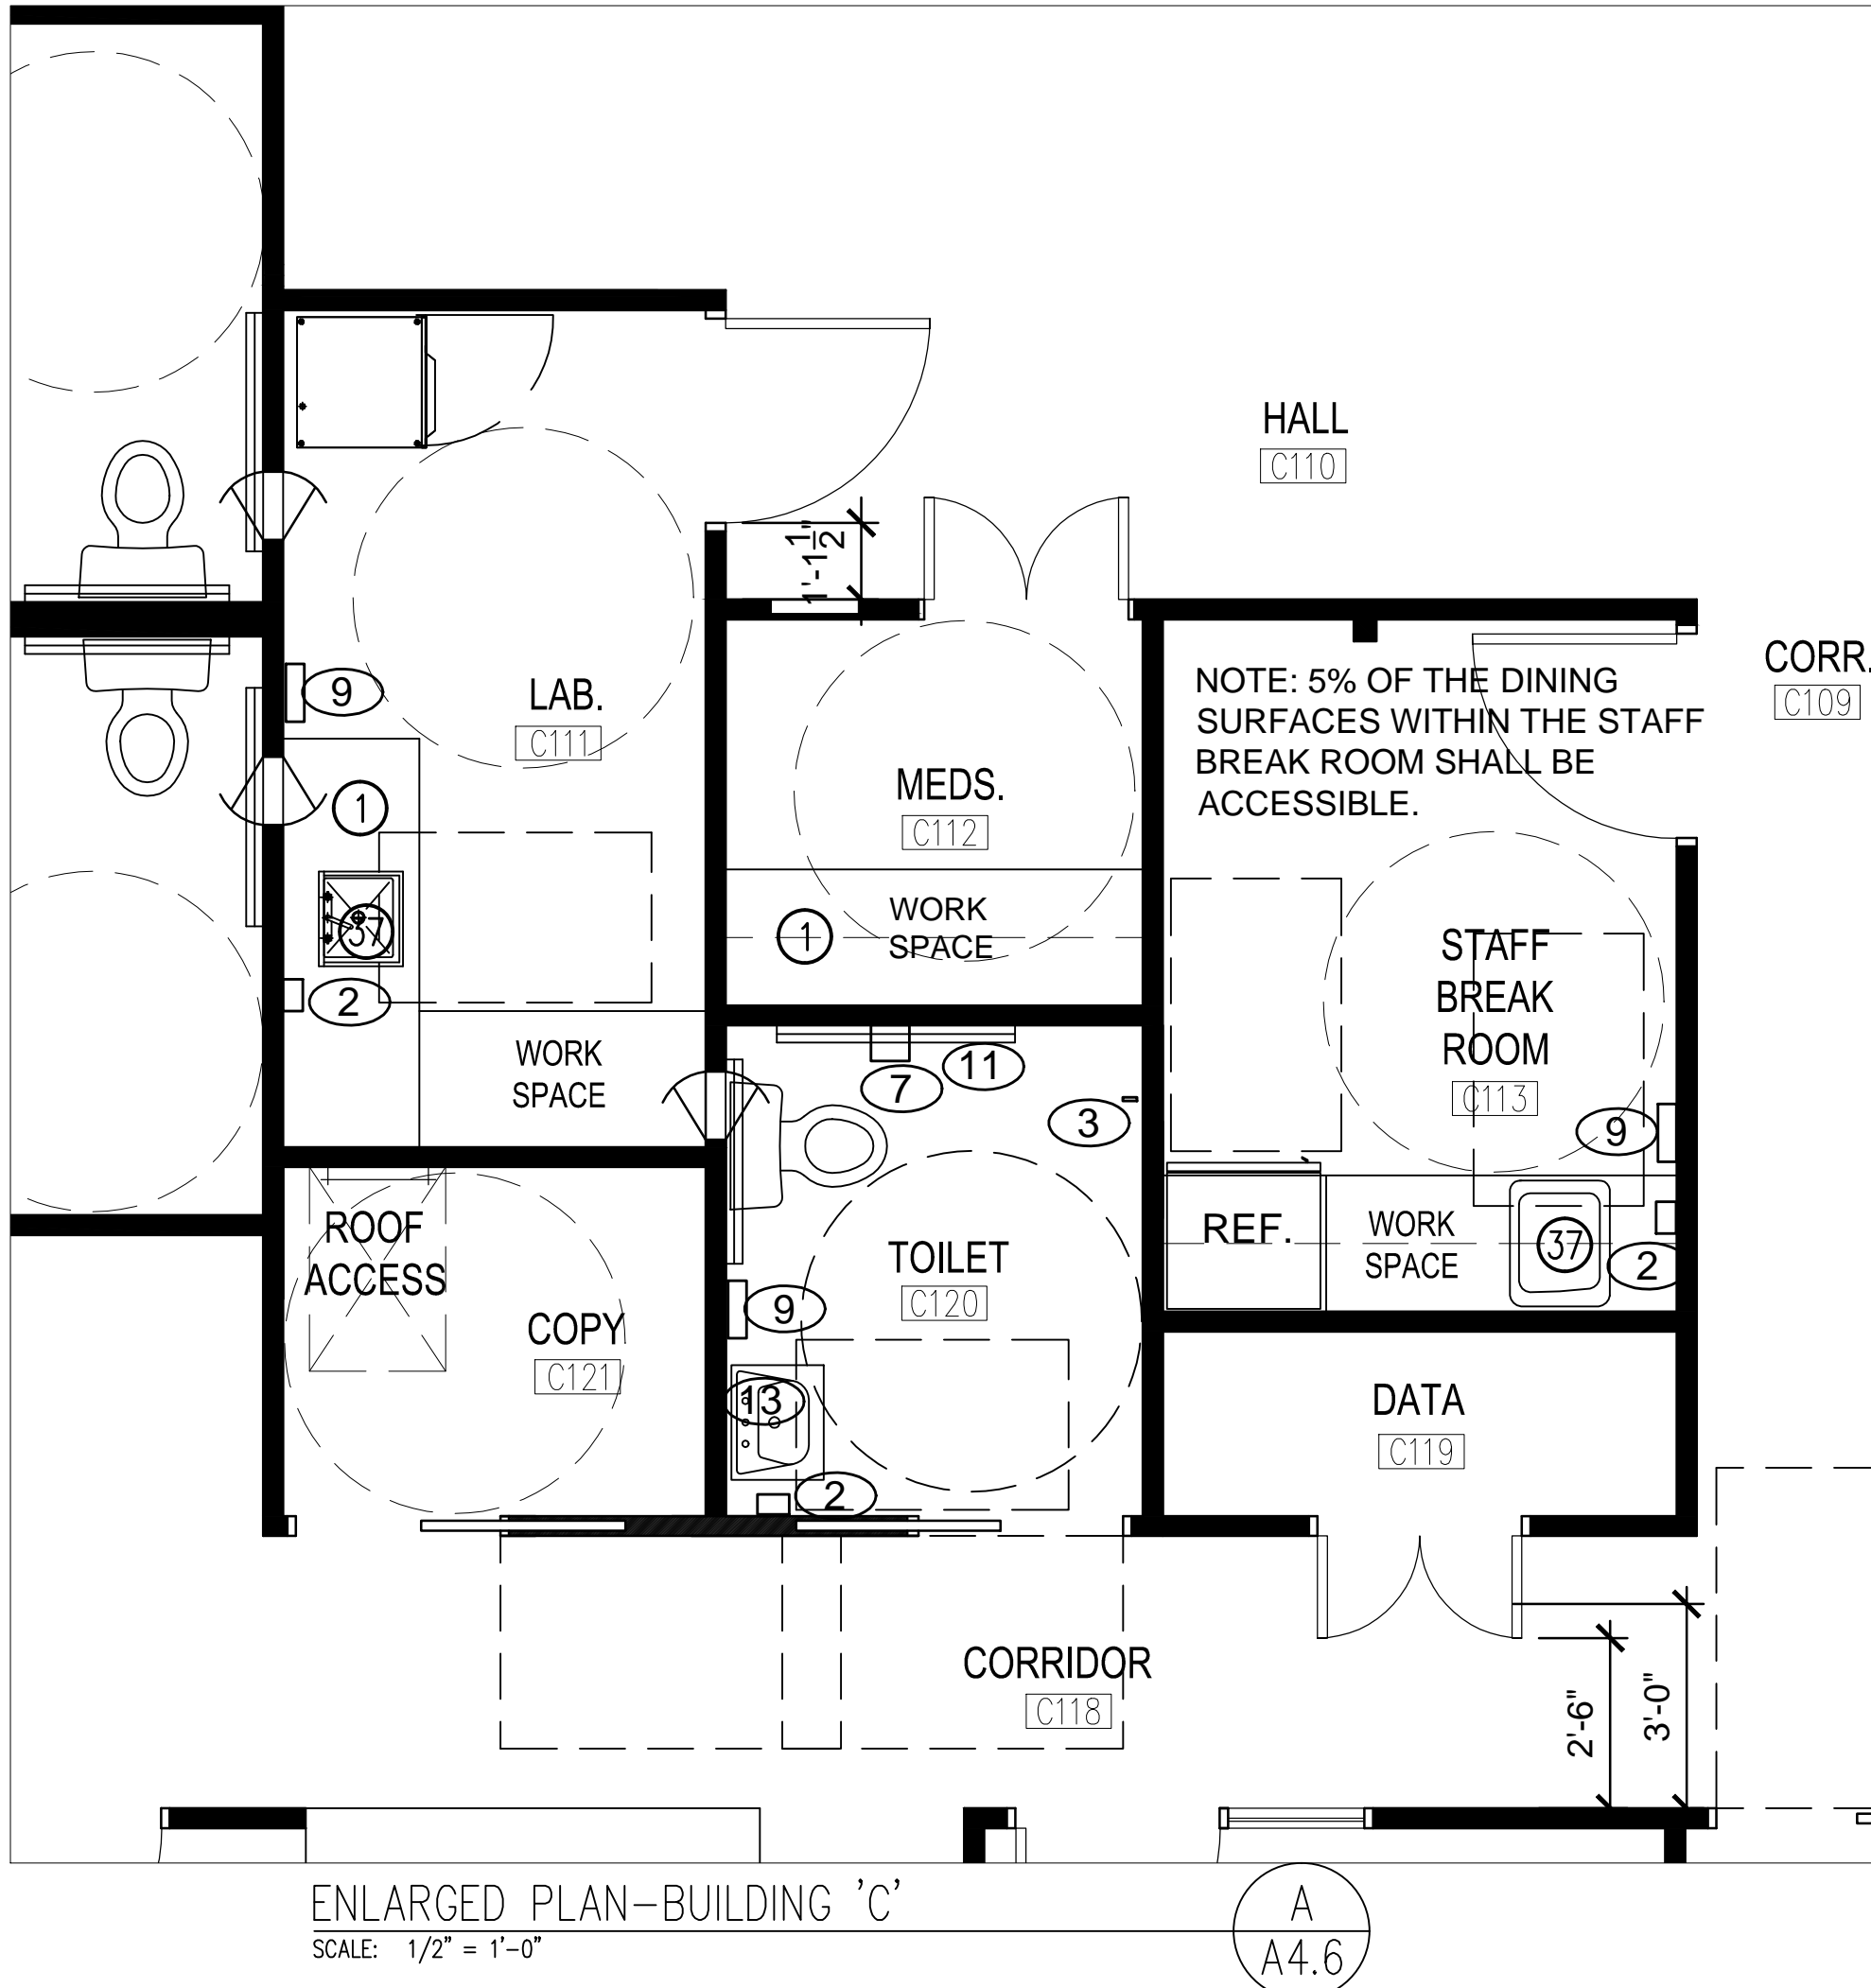 HALL
C110
1'-1 1/2"
CORR.
C109
NOTE: 5% OF THE DINING
SURFACES WITHIN THE STAFF
BREAK ROOM SHALL BE
ACCESSIBLE.
9
LAB.
C111
1
MEDS.
C112
37
1
WORK
SPACE
2
STAFF
BREAK
ROOM
C113
WORK
SPACE
7
11
3
9
ROOF
ACCESS
COPY
C121
TOILET
C120
9
REF.
WORK
SPACE
37
2
13
2
DATA
C119
CORRIDOR
C118
2'-6"
3'-0"
ENLARGED PLAN-BUILDING 'C'
SCALE: 1/2" = 1'-0"
A
A4.6